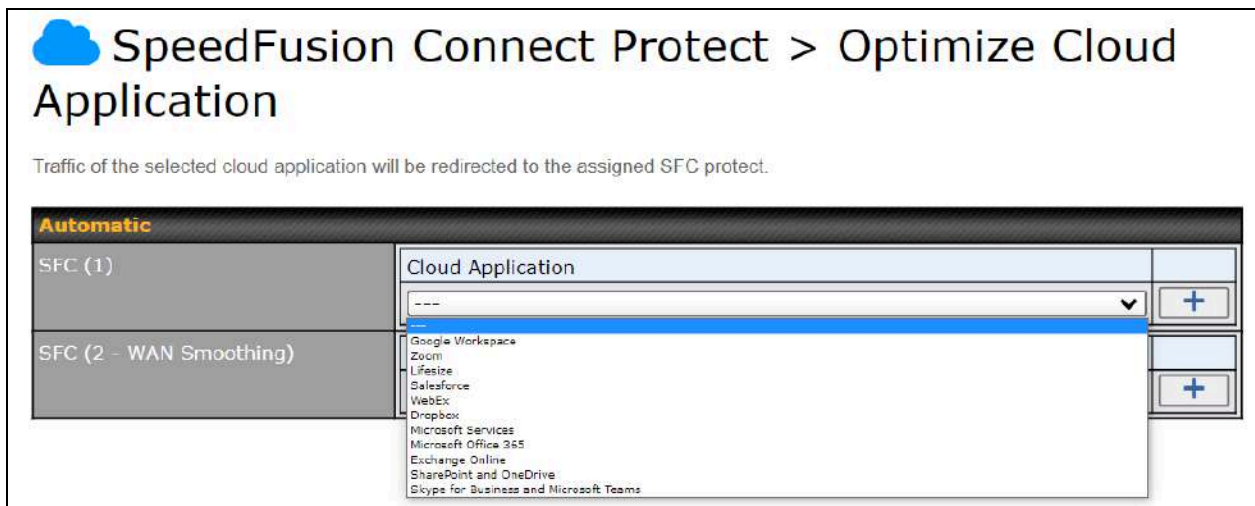 SpeedFusion Connect Protect > Optimize Cloud
Application
Traffic of the selected cloud application will be redirected to the assigned SFC protect.
Automatic
SFC (1)
Cloud Application
---
+
---
Google Workspace
Zoom
Lifesize
Salesforce
WebEx
Dropbox
Microsoft Services
Microsoft Office 365
Exchange Online
SharePoint and OneDrive
Skype for Business and Microsoft Teams
SFC (2 - WAN Smoothing)
+